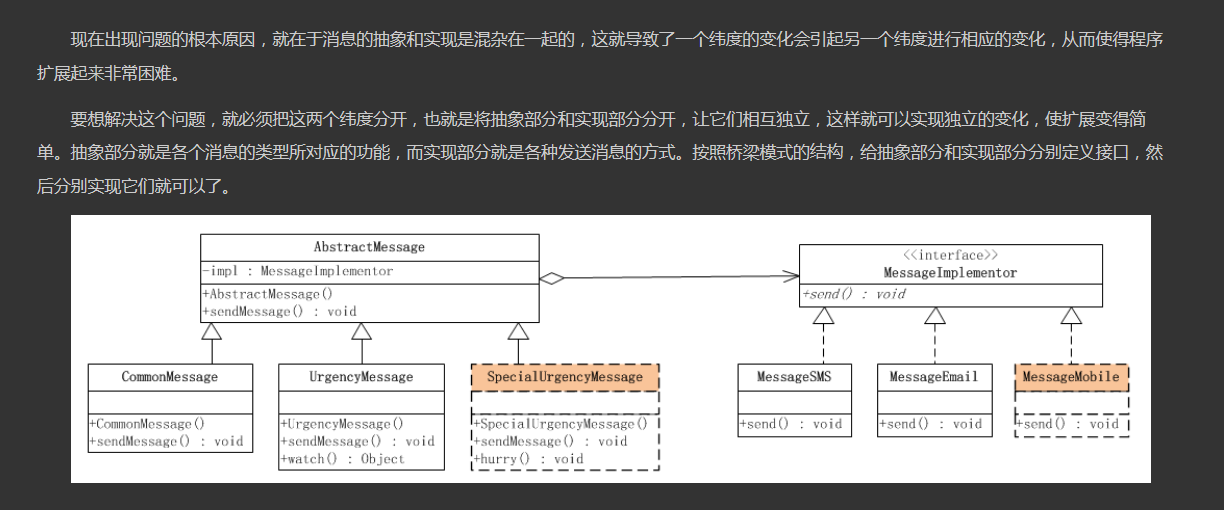 现在出现问题的根本原因，就在于消息的抽象和实现是混杂在一起的，这就导致了一个纬度的变化会引起另一个纬度进行相应的变化，从而使得程序
扩展起来非常困难。
要想解决这个问题，就必须把这两个纬度分开，也就是将抽象部分和实现部分分开，让它们相互独立，这样就可以实现独立的变化，使扩展变得简
单。抽象部分就是各个消息的类型所对应的功能，而实现部分就是各种发送消息的方式。按照桥梁模式的结构，给抽象部分和实现部分分别定义接口，然
后分别实现它们就可以了。
AbstractMessage
-impl : MessageImplementor
+AbstractMessage()
+sendMessage() : void
<<interface>>
MessageImplementor
+send() : void
CommonMessage
+CommonMessage()
+sendMessage() : void
UrgencyMessage
+UrgencyMessage()
+sendMessage() : void
+watch() : Object
SpecialUrgencyMessage
+SpecialUrgencyMessage()
+sendMessage() : void
+hurry() : void
MessageSMS
+send() : void
MessageEmail
+send() : void
MessageMobile
+send() : void